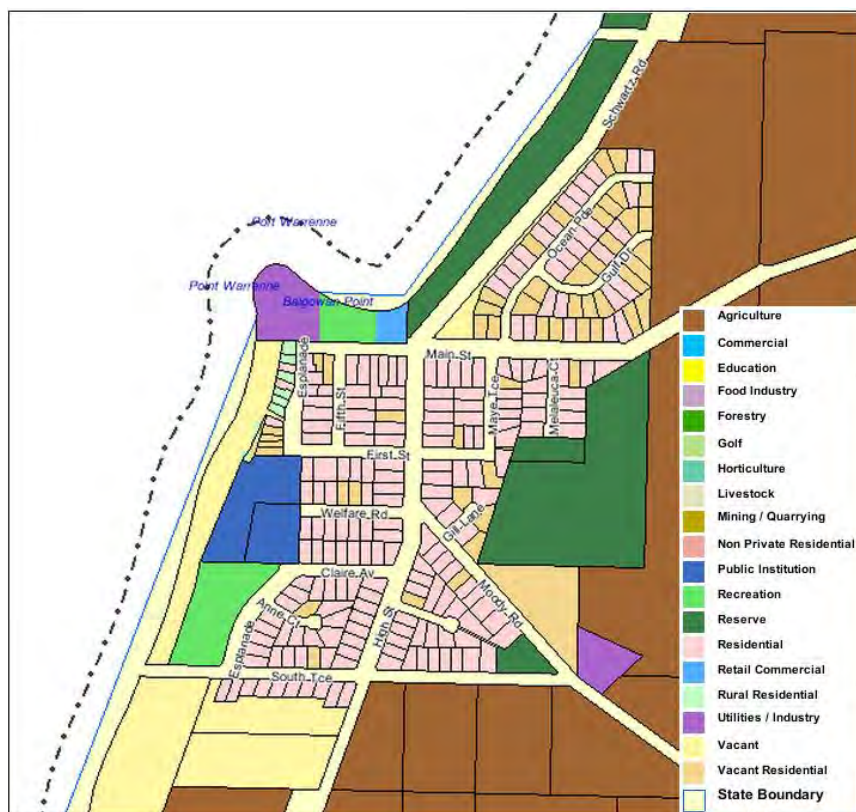 Schwartz Rd
Port Warrenne
Ocean Pde
Gulf Dr
Point Warrenne
Balgowan Point
Agriculture
Commercial
Education
Food Industry
Forestry
Golf
Horticulture
Livestock
Mining / Quarrying
Non Private Residential
Public Institution
Recreation
Reserve
Residential
Retail Commercial
Rural Residential
Utilities / Industry
Vacant
Vacant Residential
State Boundary
Main St
Esplanade
Fifth St
Maye Tce
Melaleuca Ct
First St
Welfare Rd
Gill Lane
Claire Av
Moody Rd
Anne Ct
High S
Esplanade
South Tce